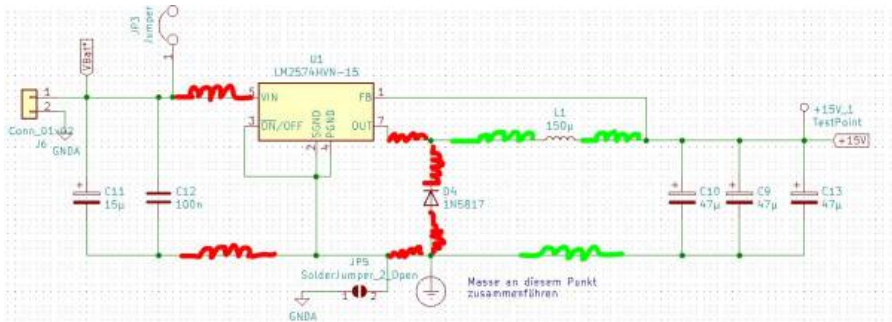 JP3
Jumper
1
VBat*
U1
LM2574HVN-15
1
2
Conn_01x02
J6
GNDA
5
VIN
FB
1
3
ON/OFF
SGND
PGND
OUT
7
2
4
L1
150µ
+15V_1
TestPoint
+15V
C11
15µ
C12
100n
D4
1N5817
C10
47µ
C9
47µ
C13
47µ
JP5
SolderJumper_2_Open
1
2
GNDA
Masse an diesem Punkt
zusammenführen